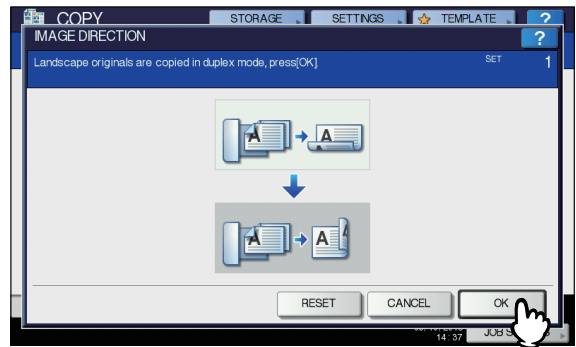 COPY STORAGE SETTINGS TEMPLATE ?
IMAGE DIRECTION ?
Landscape originals are copied in duplex mode, press[OK].
SET 1
A A
A A
RESET CANCEL OK
14:37 JOB